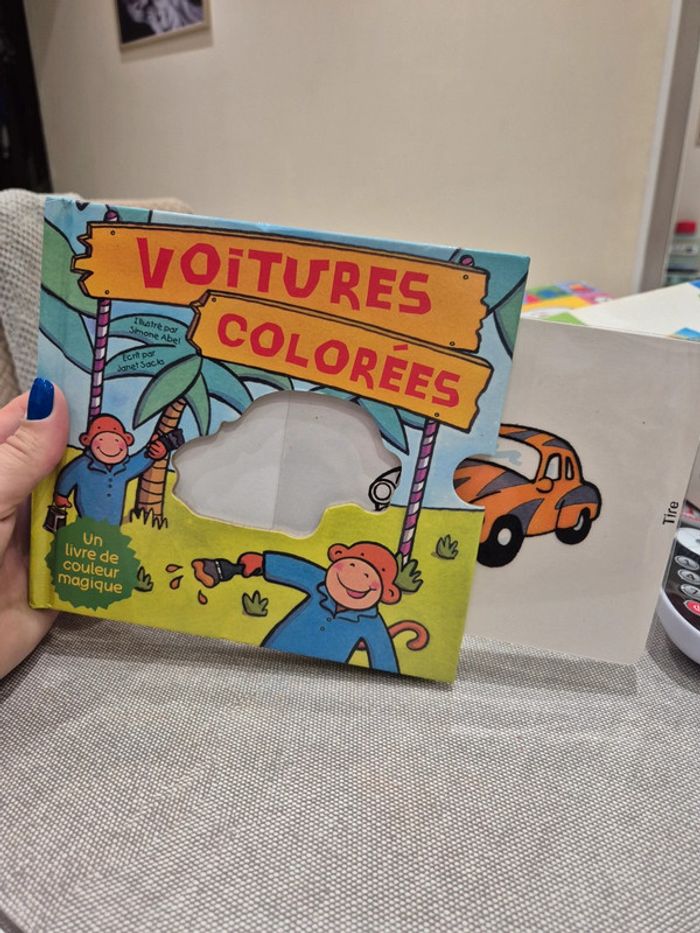 VOITURES
COLORÉES
Illustré par
Simone Abel
Écrit par
Janet Sacks
Un
livre de
couleur
magique
Tire